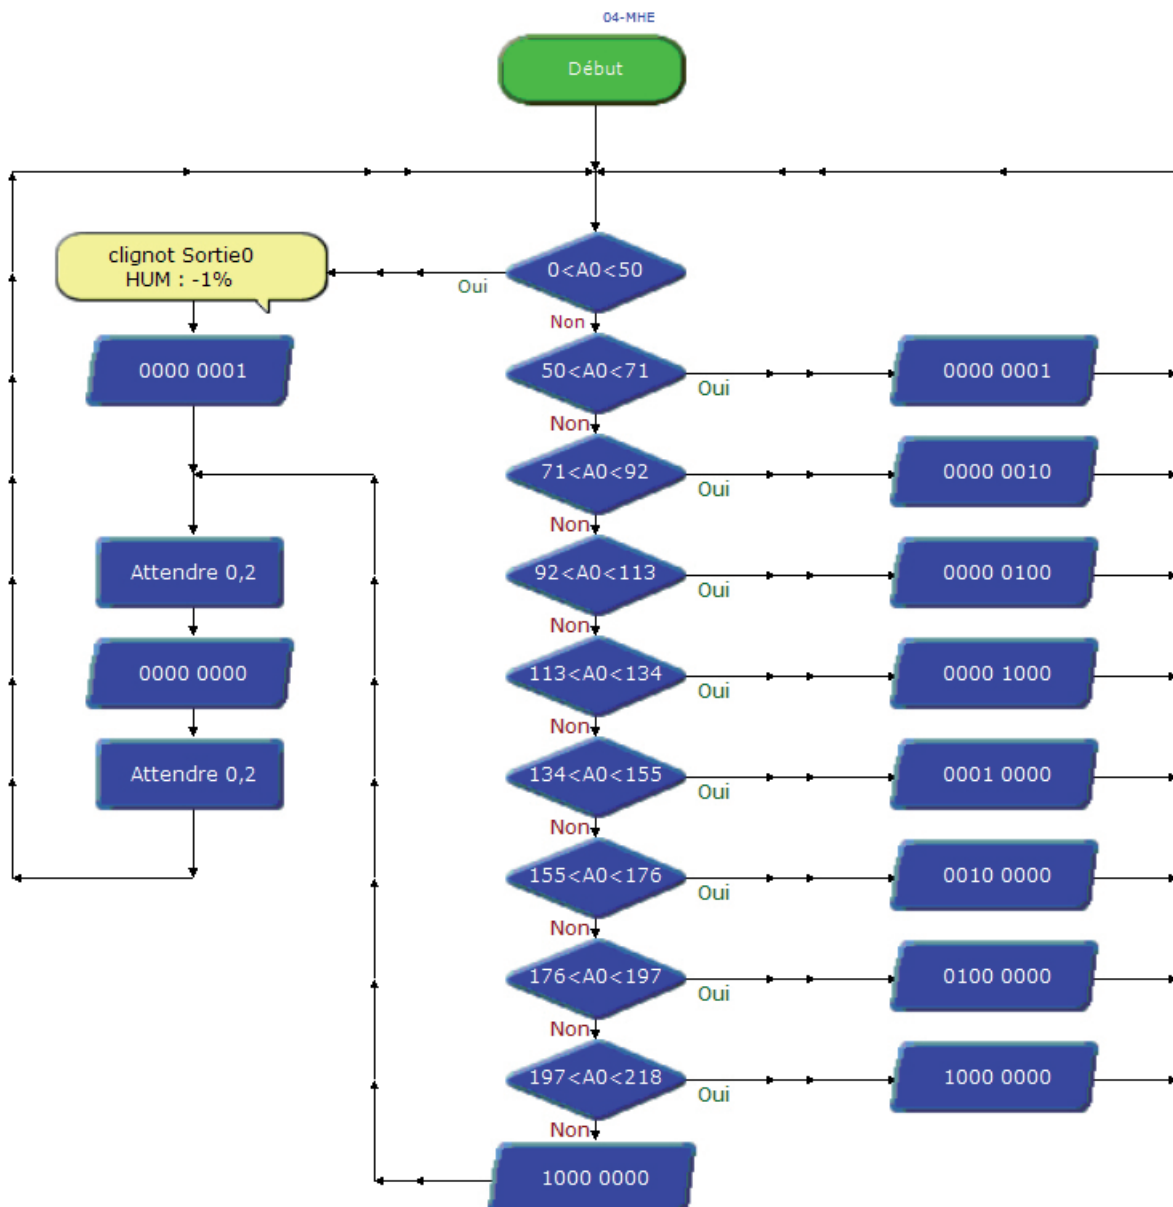 04-MHE
Début
clignot Sortie0
HUM : -1%
Oui
0<A0<50
Non
0000 0001
50<A0<71
Oui
0000 0001
Non
71<A0<92
Oui
0000 0010
Non
Attendre 0,2
92<A0<113
Oui
0000 0100
Non
0000 0000
113<A0<134
Oui
0000 1000
Non
Attendre 0,2
134<A0<155
Oui
0001 0000
Non
155<A0<176
Oui
0010 0000
Non
176<A0<197
Oui
0100 0000
Non
197<A0<218
Oui
1000 0000
Non
1000 0000